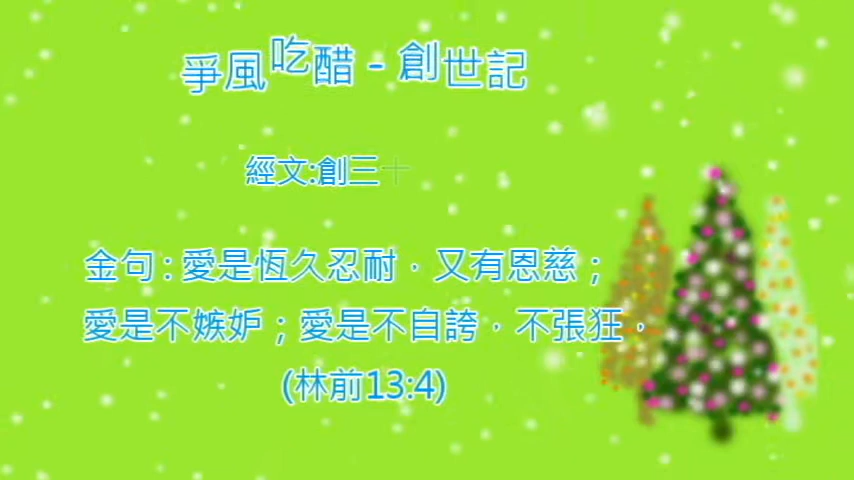 爭風吃醋 - 創世記
經文:創三十
金句 : 愛是恆久忍耐，又有恩慈；
愛是不嫉妒；愛是不自誇，不張狂，
(林前13:4)